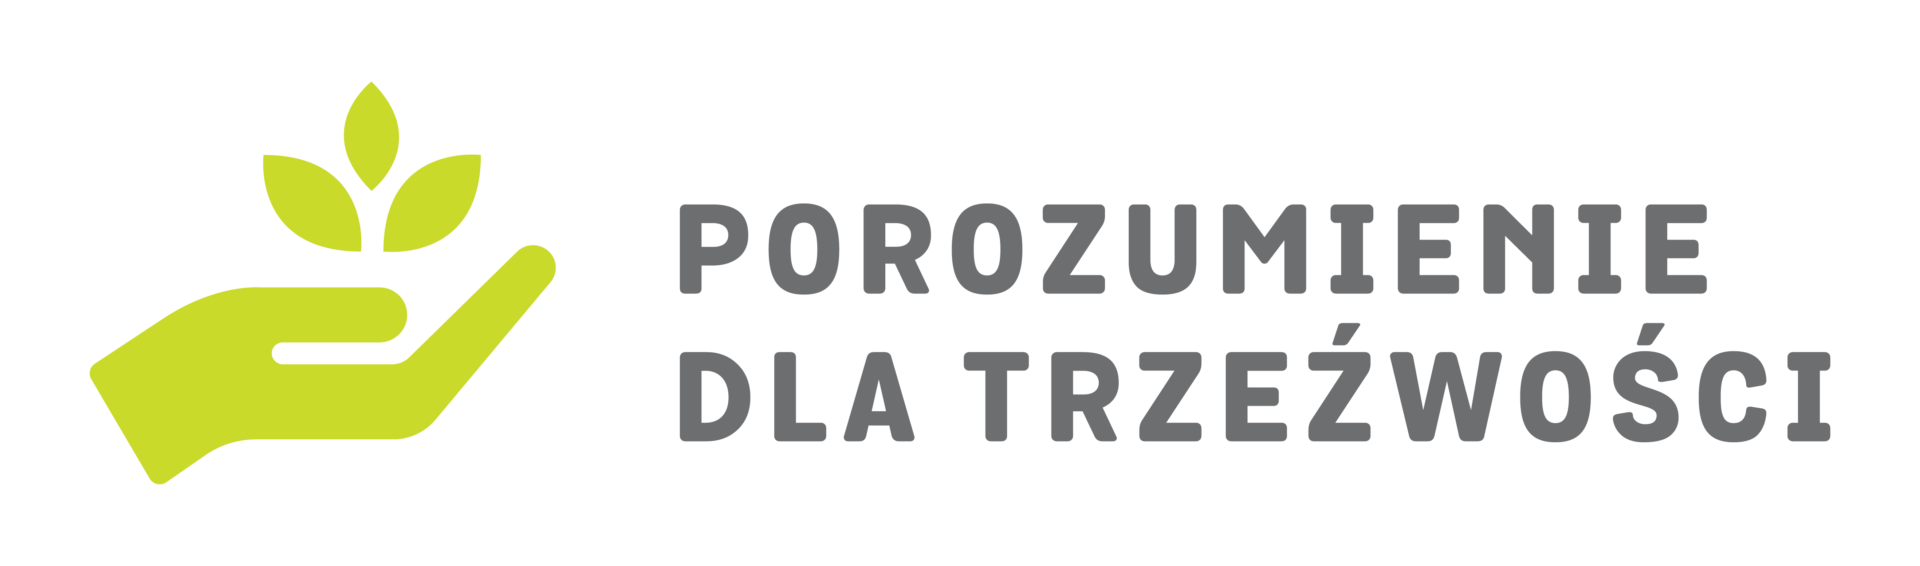 POROZUMIENIE
DLA TRZEŹWOŚCI